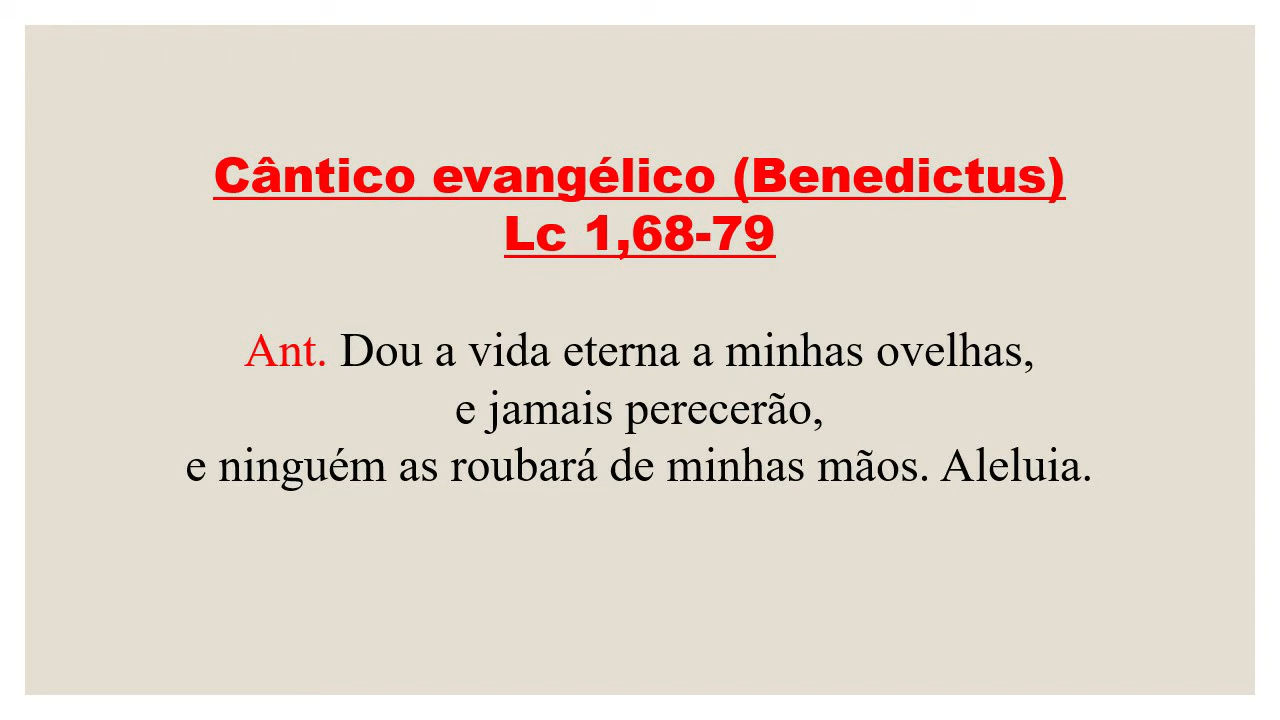 Cântico evangélico (Benedictus)
Lc 1,68-79
Ant. Dou a vida eterna a minhas ovelhas,
e jamais perecerão,
e ninguém as roubará de minhas mãos. Aleluia.